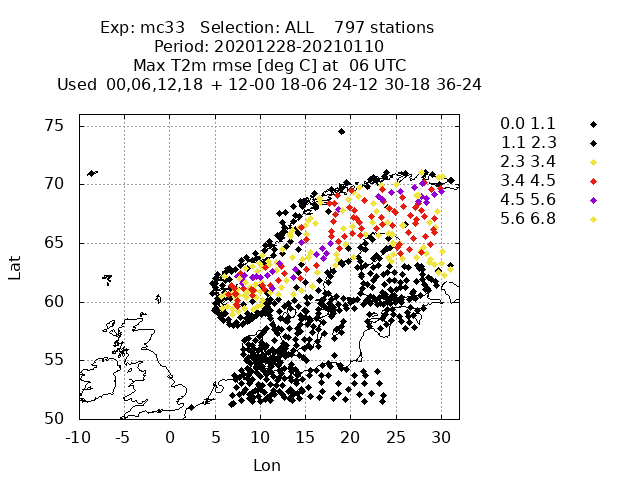 Exp: mc33 Selection: ALL 797 stations
Period: 20201228-20210110
Max T2m rmse [deg C] at 06 UTC
Used 00,06,12,18 + 12-00 18-06 24-12 30-18 36-24
0.0 1.1
1.1 2.3
2.3 3.4
3.4 4.5
4.5 5.6
5.6 6.8
75
70
65
60
55
50
Lat
-10 -5 0 5 10 15 20 25 30
Lon